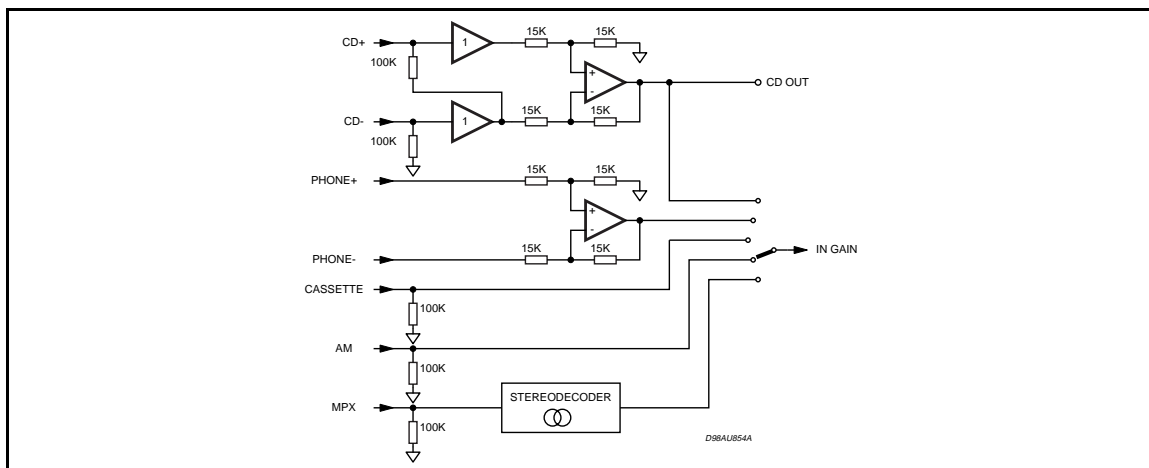 CD+
100K
1
15K
15K
+
-
CD OUT
CD-
100K
1
15K
15K
PHONE+
15K
15K
+
-
PHONE-
15K
15K
IN GAIN
CASSETTE
100K
AM
100K
MPX
100K
STEREODECODER
D98AU854A